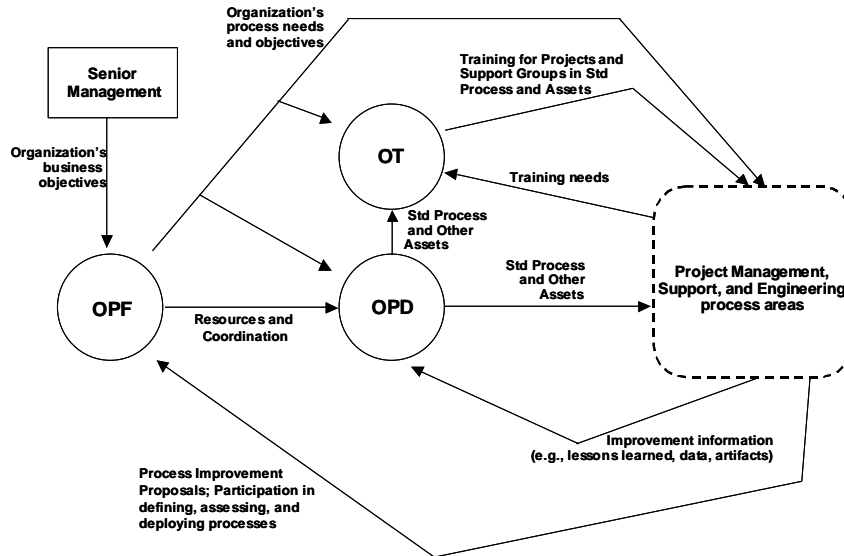 Organization's
process needs
and objectives
Senior
Management
Training for Projects and
Support Groups in Std
Process and Assets
Organization's
business
objectives
OT
Training needs
Std Process
and Other
Assets
Std Process
and Other
Assets
Project Management,
Support, and Engineering
process areas
OPF
OPD
Resources and
Coordination
Improvement information
(e.g., lessons learned, data, artifacts)
Process Improvement
Proposals; Participation in
defining, assessing, and
deploying processes